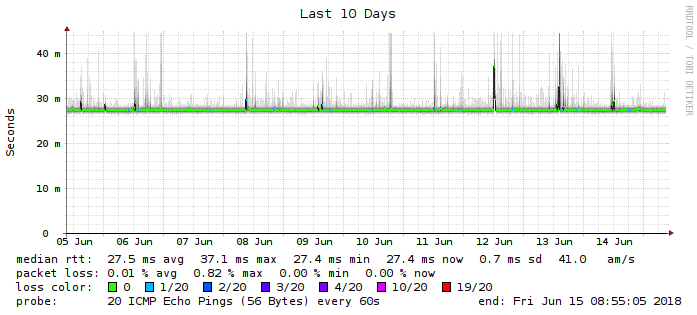 Last 10 Days
RRDTOOL / TOBI OETIKER
Seconds
40 m
30 m
20 m
10 m
0
05 Jun 06 Jun 07 Jun 08 Jun 09 Jun 10 Jun 11 Jun 12 Jun 13 Jun 14 Jun
median rtt: 27.5 ms avg 37.1 ms max 27.4 ms min 27.4 ms now 0.7 ms sd 41.0 am/s
packet loss: 0.01 % avg 0.82 % max 0.00 % min 0.00 % now
loss color: 0 1/20 2/20 3/20 4/20 10/20 19/20
probe: 20 ICMP Echo Pings (56 Bytes) every 60s end: Fri Jun 15 08:55:05 2018